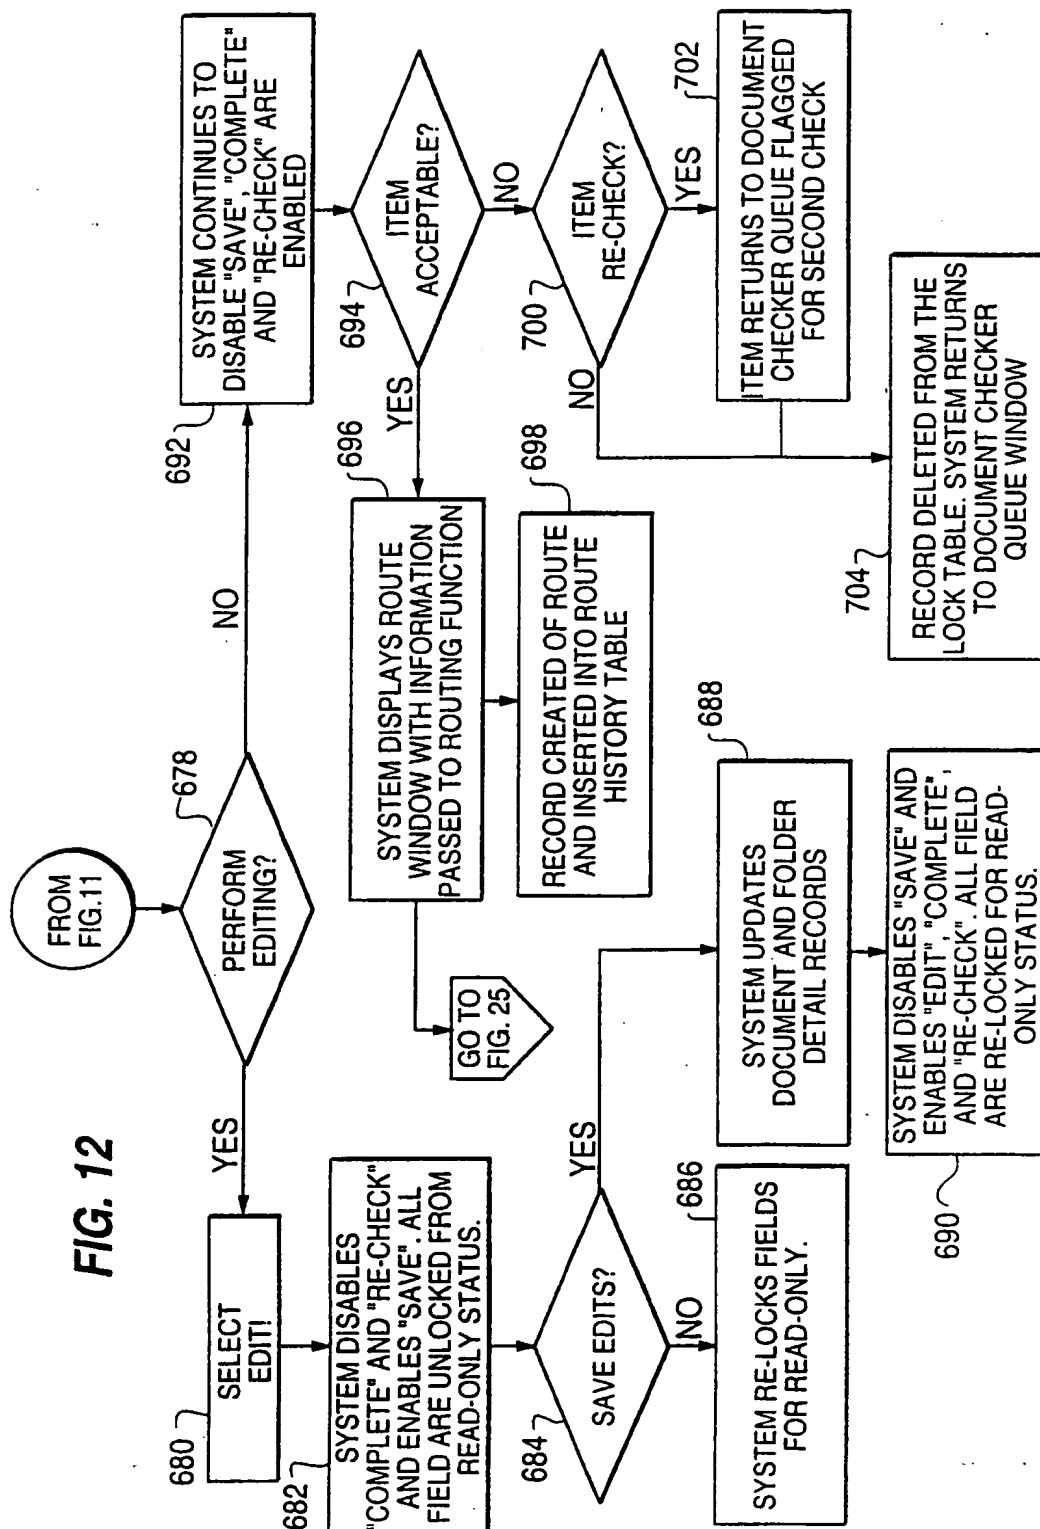 FIG. 12
FROM
FIG.11
PERFORM
EDITING?
678
YES
NO
SELECT
EDIT!
680
SYSTEM DISABLES
"COMPLETE" AND "RE-CHECK"
AND ENABLES "SAVE". ALL
FIELD ARE UNLOCKED FROM
READ-ONLY STATUS.
682
SAVE EDITS?
684
YES
NO
SYSTEM RE-LOCKS FIELDS
FOR READ-ONLY.
686
SYSTEM UPDATES
DOCUMENT AND FOLDER
DETAIL RECORDS
688
SYSTEM DISABLES "SAVE" AND
ENABLES "EDIT", "COMPLETE",
AND "RE-CHECK". ALL FIELD
ARE RE-LOCKED FOR READ-
ONLY STATUS.
690
SYSTEM CONTINUES TO
DISABLE "SAVE", "COMPLETE"
AND "RE-CHECK" ARE
ENABLED
692
ITEM
ACCEPTABLE?
694
YES
NO
SYSTEM DISPLAYS ROUTE
WINDOW WITH INFORMATION
PASSED TO ROUTING FUNCTION
696
GO TO
FIG. 25
RECORD CREATED OF ROUTE
AND INSERTED INTO ROUTE
HISTORY TABLE
698
ITEM
RE-CHECK?
700
NO
YES
ITEM RETURNS TO DOCUMENT
CHECKER QUEUE FLAGGED
FOR SECOND CHECK
702
RECORD DELETED FROM THE
LOCK TABLE. SYSTEM RETURNS
TO DOCUMENT CHECKER
QUEUE WINDOW
704